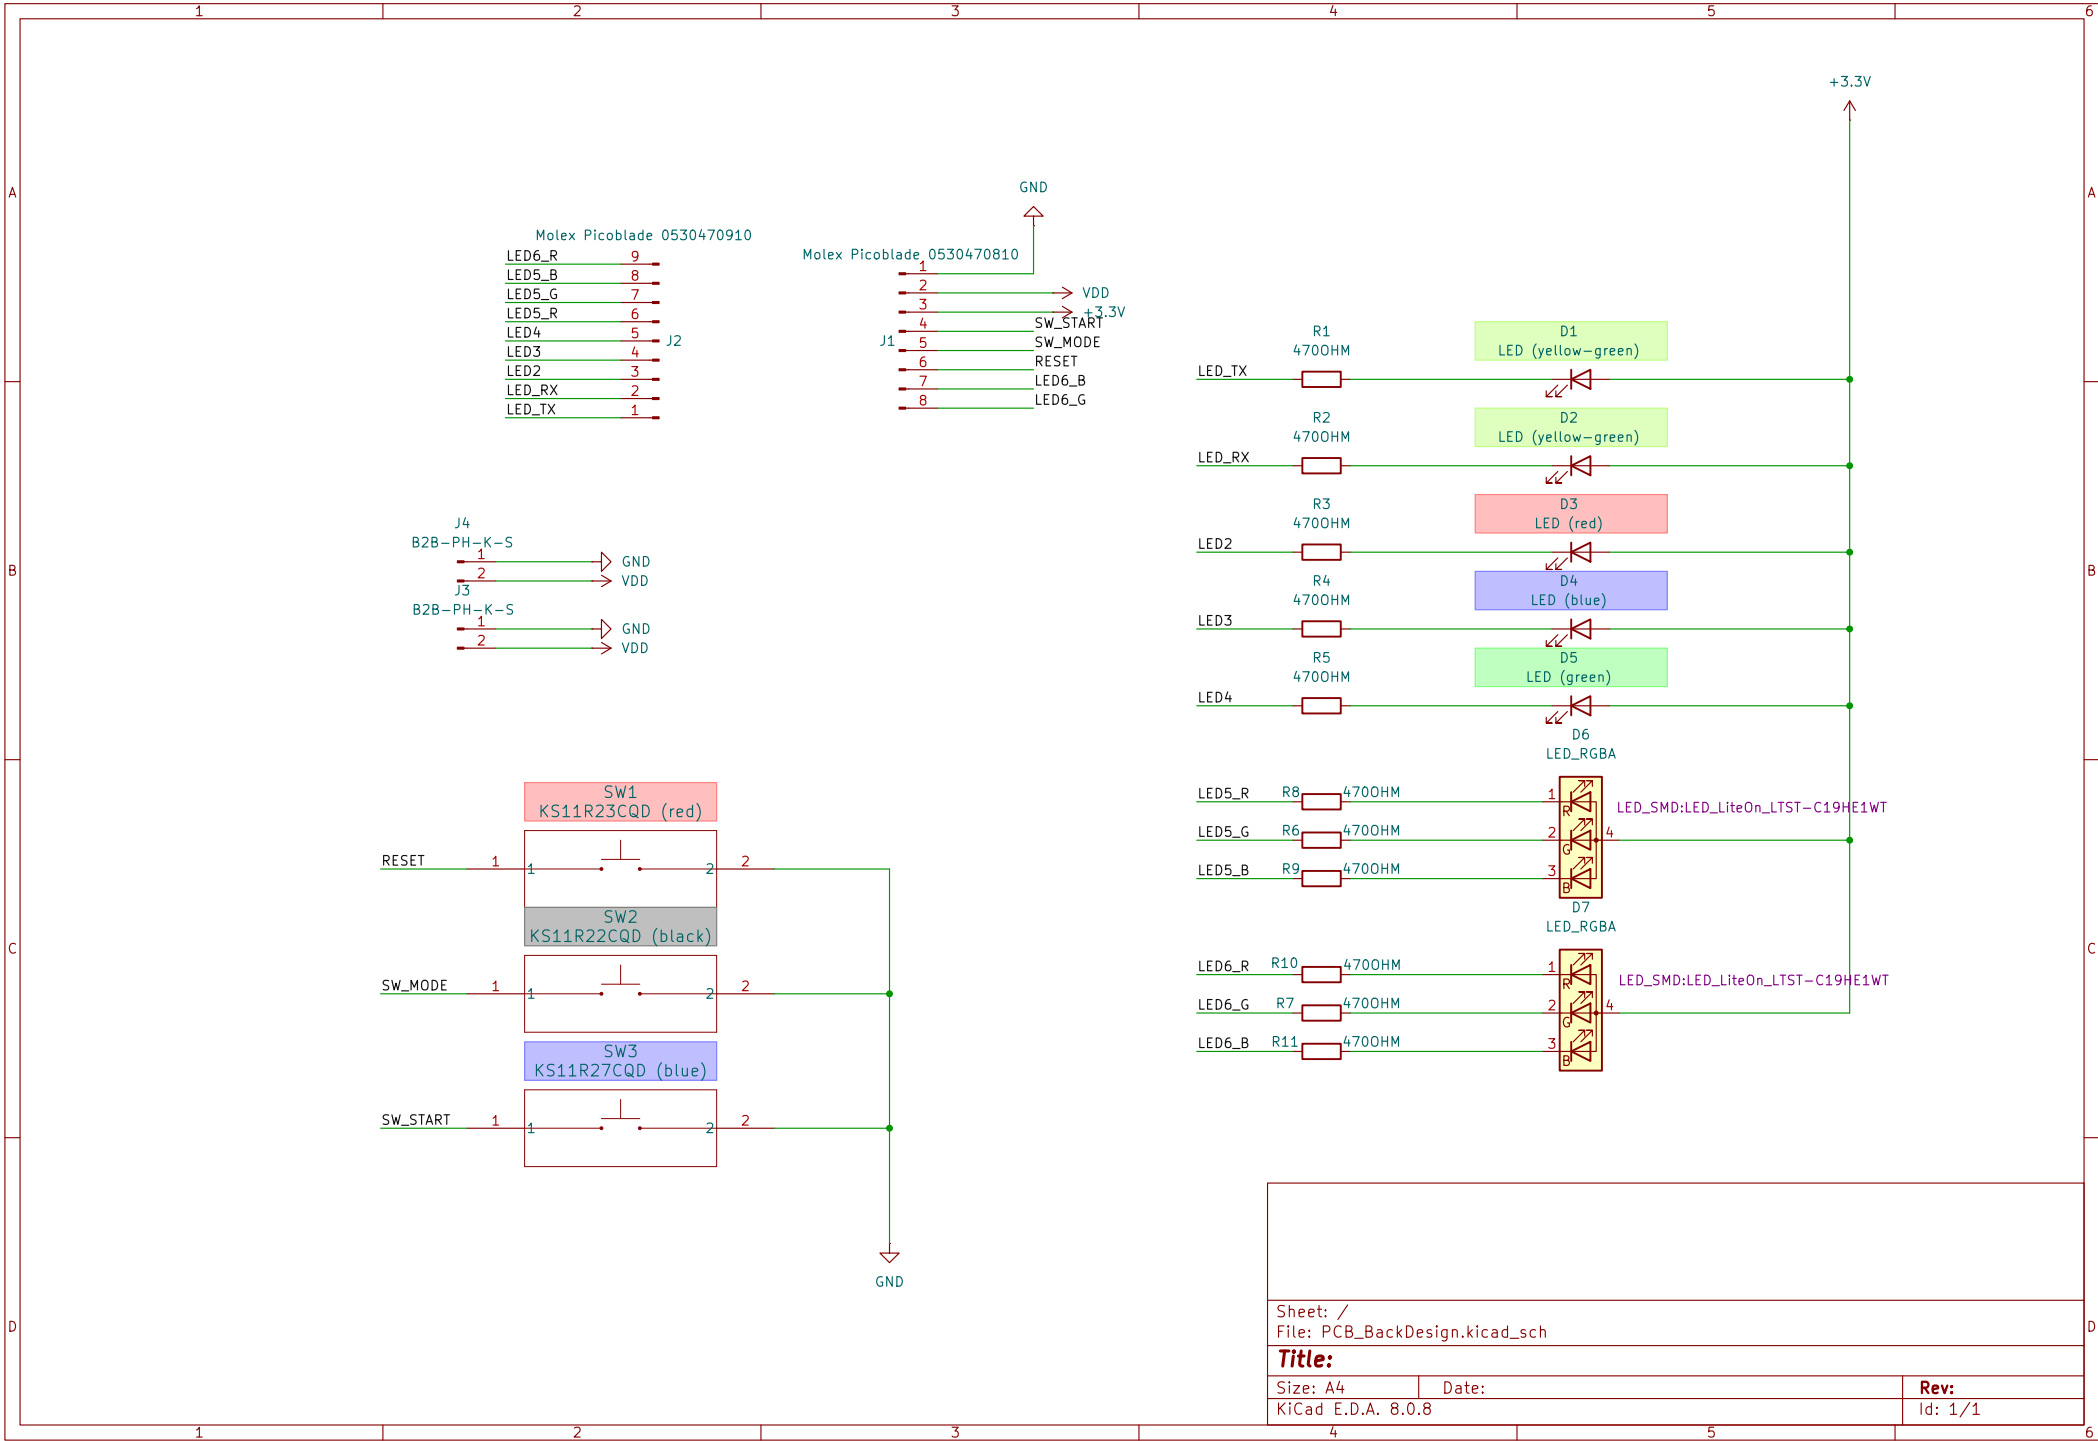 1 2 3 4 5 6
+3.3V
A A
GND
Molex Picoblade 0530470910
LED6_R 9
LED5_B 8
LED5_G 7
LED5_R 6
LED4 5
J2
LED3 4
LED2 3
LED_RX 2
LED_TX 1
Molex Picoblade 0530470810
1
2 VDD
3 +3.3V
4 SW_START
J1
5 SW_MODE
6 RESET
7 LED6_B
8 LED6_G
R1
470OHM
D1
LED (yellow-green)
LED_TX
R2
470OHM
D2
LED (yellow-green)
LED_RX
R3
470OHM
D3
LED (red)
LED2
R4
470OHM
D4
LED (blue)
LED3
R5
470OHM
D5
LED (green)
LED4
J4
B2B-PH-K-S
1 GND
2 VDD
J3
B2B-PH-K-S
1 GND
2 VDD
B B
D6
LED_RGBA
LED5_R R8 470OHM 1 R
LED_SMD:LED_LiteOn_LTST-C19HE1WT
LED5_G R6 470OHM 2 G 4
LED5_B R9 470OHM 3 B
D7
LED_RGBA
LED6_R R10 470OHM 1 R
LED_SMD:LED_LiteOn_LTST-C19HE1WT
LED6_G R7 470OHM 2 G 4
LED6_B R11 470OHM 3 B
SW1
KS11R23CQD (red)
RESET 1 1 2 2
SW2
KS11R22CQD (black)
SW_MODE 1 1 2 2
SW3
KS11R27CQD (blue)
SW_START 1 1 2 2
GND
C C
Sheet: /
File: PCB_BackDesign.kicad_sch
Title:
Size: A4 Date: Rev:
KiCad E.D.A. 8.0.8 Id: 1/1
D D
1 2 3 4 5 6